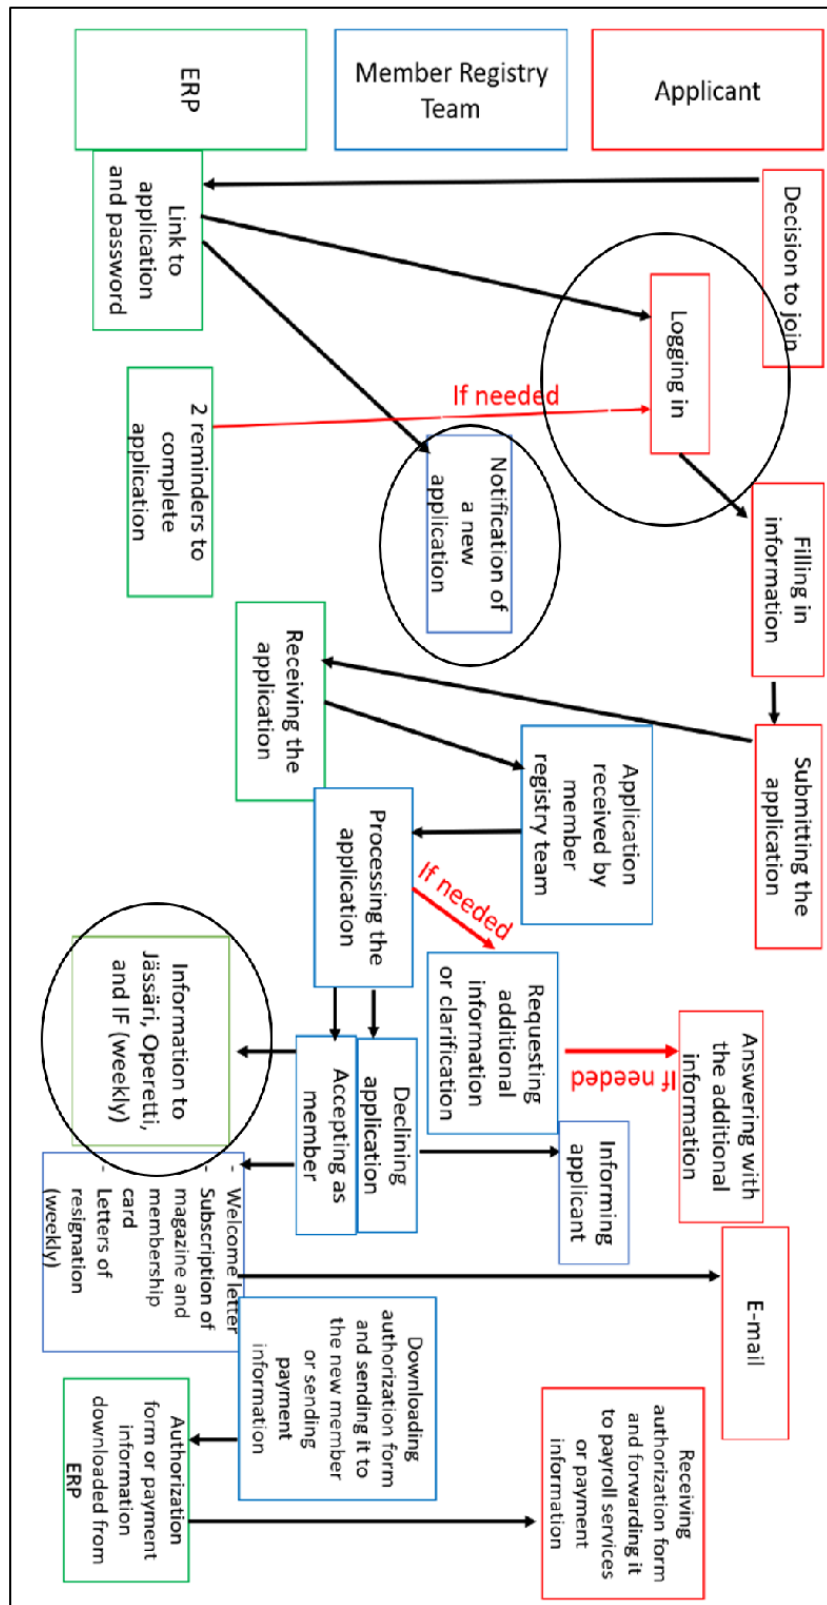 Applicant
Member Registry
Team
ERP
Decision to join
Logging in
Filling in
information
Submitting the
application
Answering with
the additional
information
E-mail
Receiving
authorization form
and forwarding it
to payroll services
or payment
information
Notification of
a new
application
Application
received by
member
registry team
Processing the
application
If needed
Requesting
additional
information
or clarification
If needed
Declining
application
Accepting as
member
Informing
applicant
- Welcome letter
- Subscription of
magazine and
membership
card
- Letters of
resignation
(weekly)
Downloading
authorization form
and sending it to
the new member
or sending
payment
information
Link to
application
and password
If needed
2 reminders to
complete
application
Receiving the
application
Information to
Jässäri, Operetti,
and IF (weekly)
Authorization
form or payment
information
downloaded from
ERP